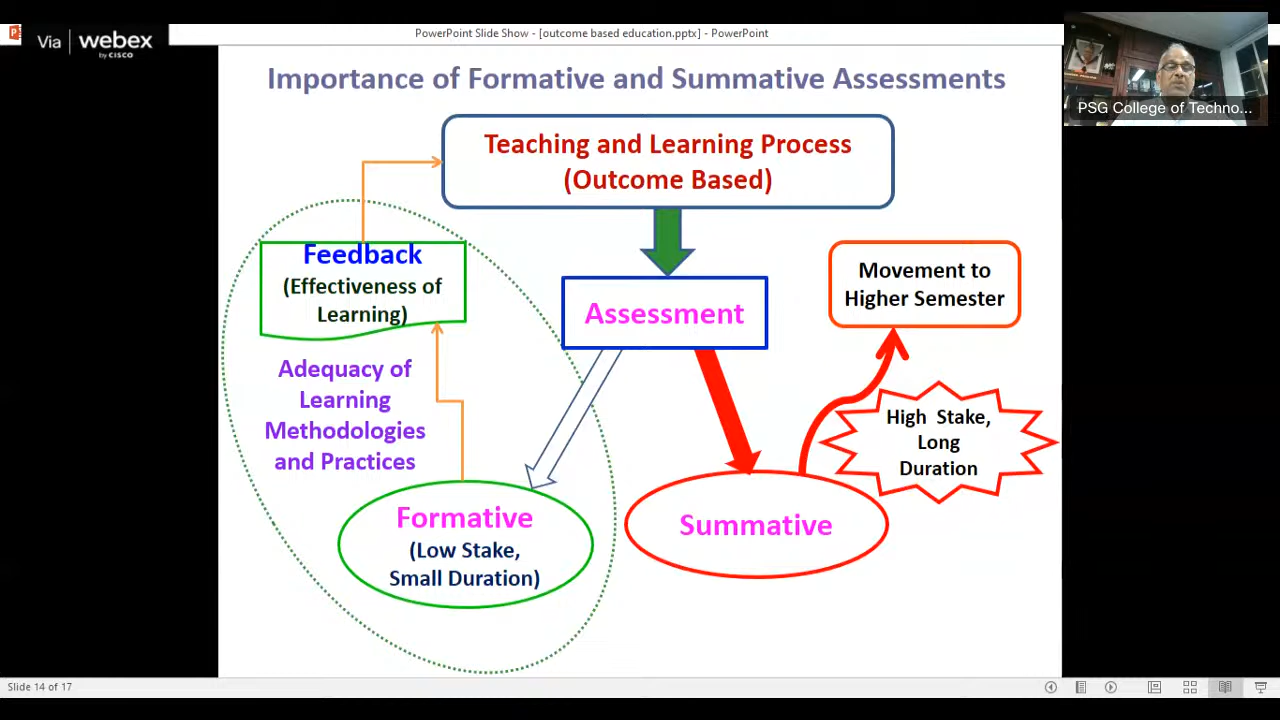 PowerPoint Slide Show - [outcome based education.pptx] - PowerPoint
Via webex
by CISCO
PSG College of Techno...
Importance of Formative and Summative Assessments
Teaching and Learning Process
(Outcome Based)
Feedback
(Effectiveness of
Learning)
Assessment
Movement to
Higher Semester
Adequacy of
Learning
Methodologies
and Practices
High Stake,
Long
Duration
Formative
(Low Stake,
Small Duration)
Summative
Slide 14 of 17